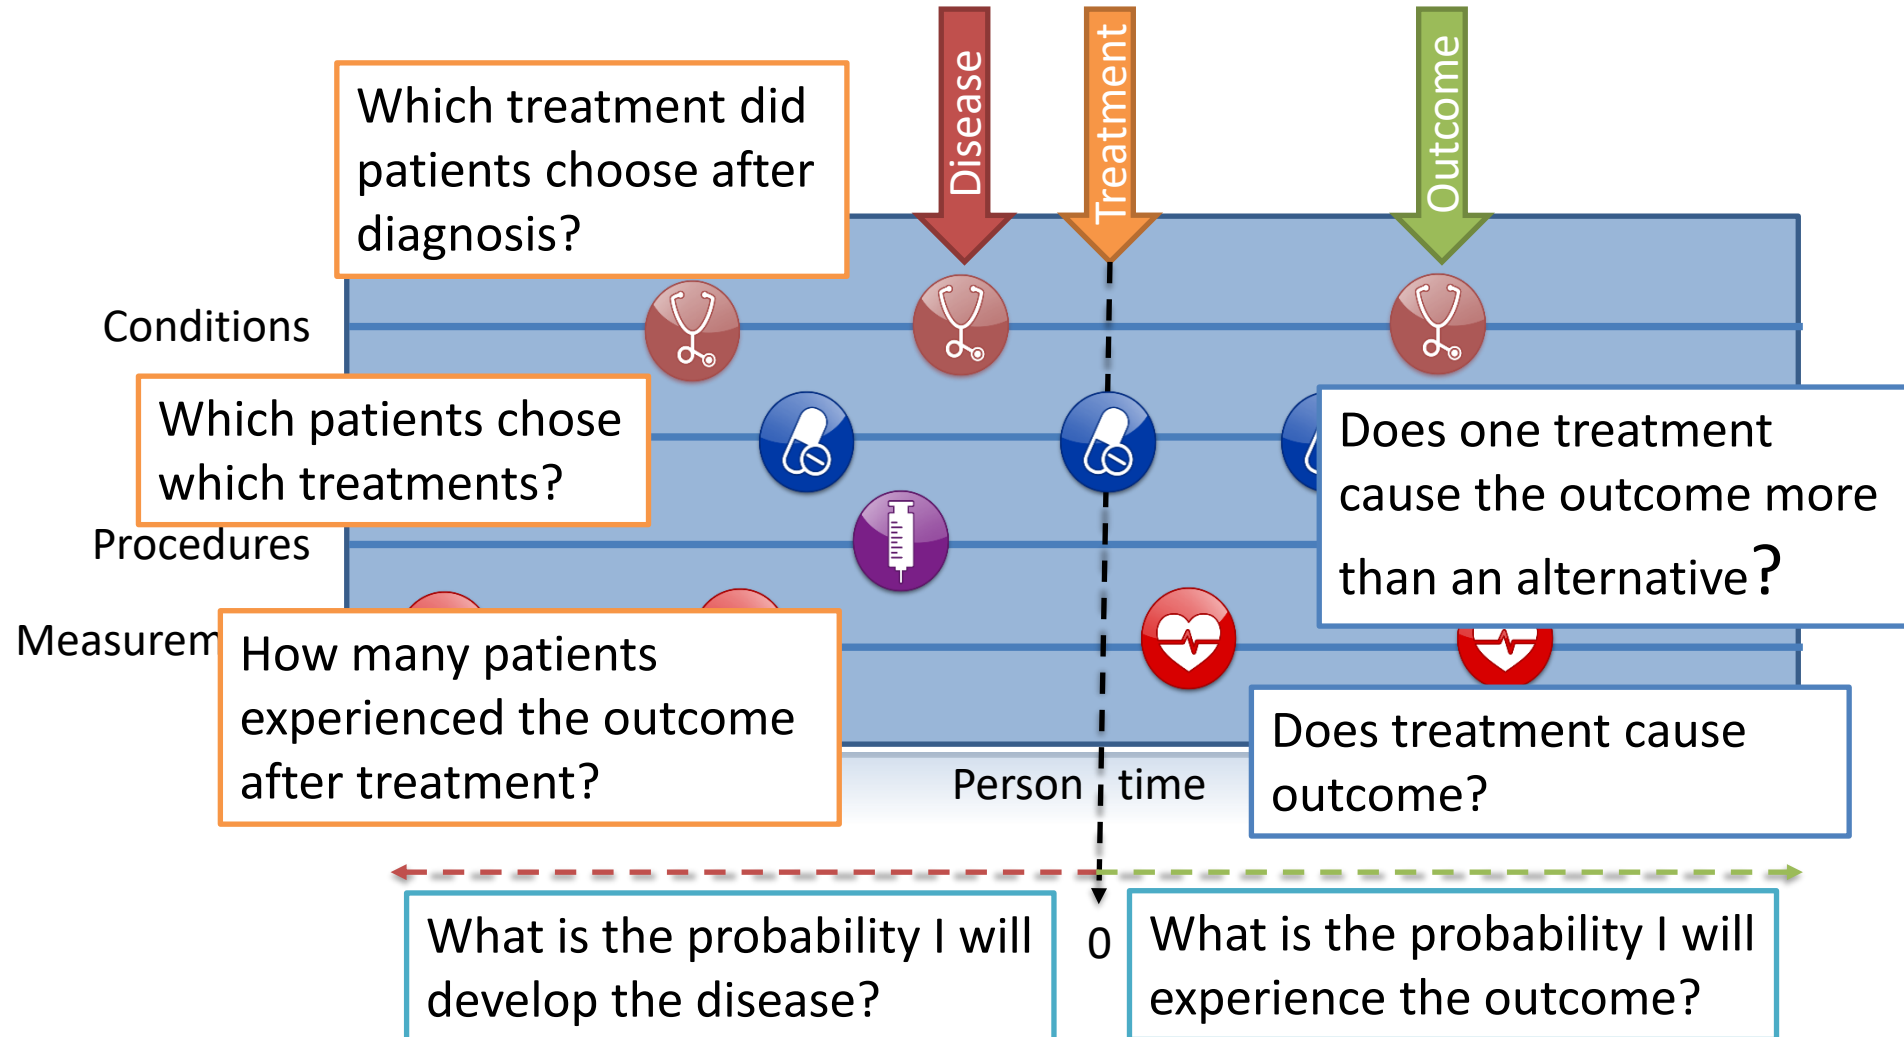 Disease
Treatment
Outcome
Which treatment did
patients choose after
diagnosis?
Conditions
Which patients chose
which treatments?
Does one treatment
cause the outcome more
than an alternative?
Procedures
Measurem
How many patients
experienced the outcome
after treatment?
Does treatment cause
outcome?
Person time
0
What is the probability I will
develop the disease?
What is the probability I will
experience the outcome?